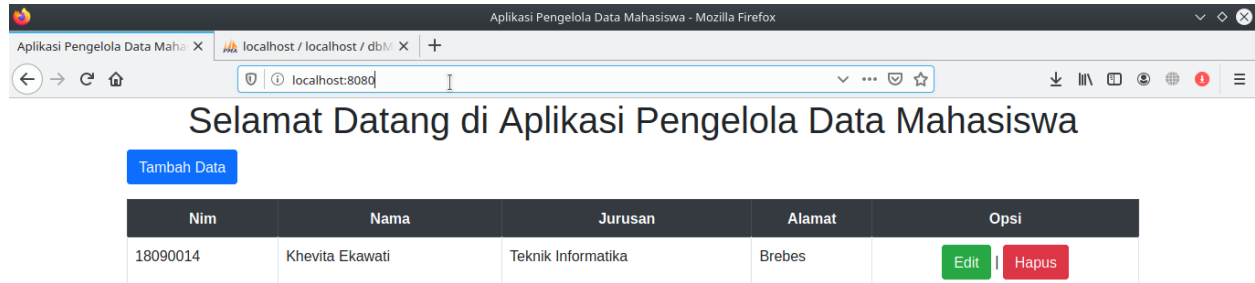 Aplikasi Pengelola Data Mahasiswa - Mozilla Firefox
Aplikasi Pengelola Data Maha
localhost / localhost / dbM
localhost:8080
Selamat Datang di Aplikasi Pengelola Data Mahasiswa
Tambah Data
Nim Nama Jurusan Alamat Opsi
18090014 Khevita Ekawati Teknik Informatika Brebes Edit | Hapus